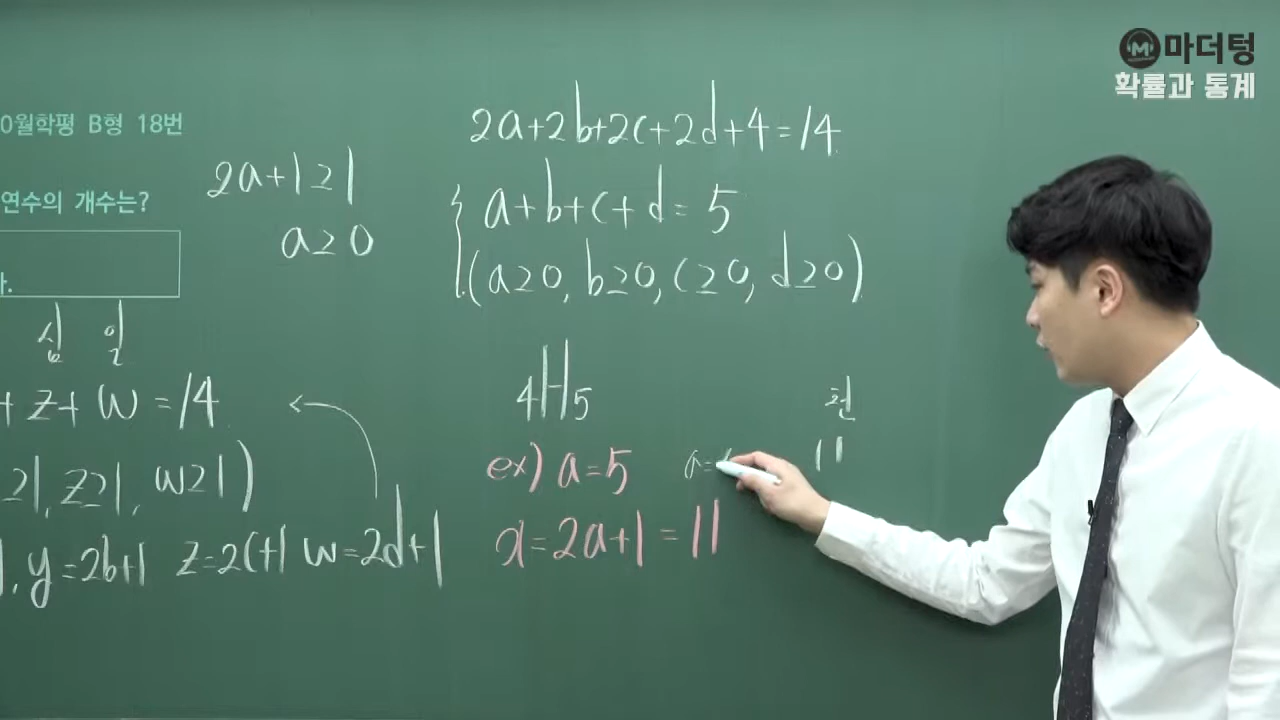 마더텅
확률과 통계
0월학평 B형 18번
연수의 개수는?
다.
2a+1≥1
a≥0
십 일
+ z + w = 14
≥1, z≥1, w≥1)
1, y=2b+1 z=2c+1 w=2d+1
2a+2b+2c+2d+4=14
a+b+c+d=5
(a≥0, b≥0, c≥0, d≥0)
4H5
ex) a=5
a=
x=2a+1=11
천
11